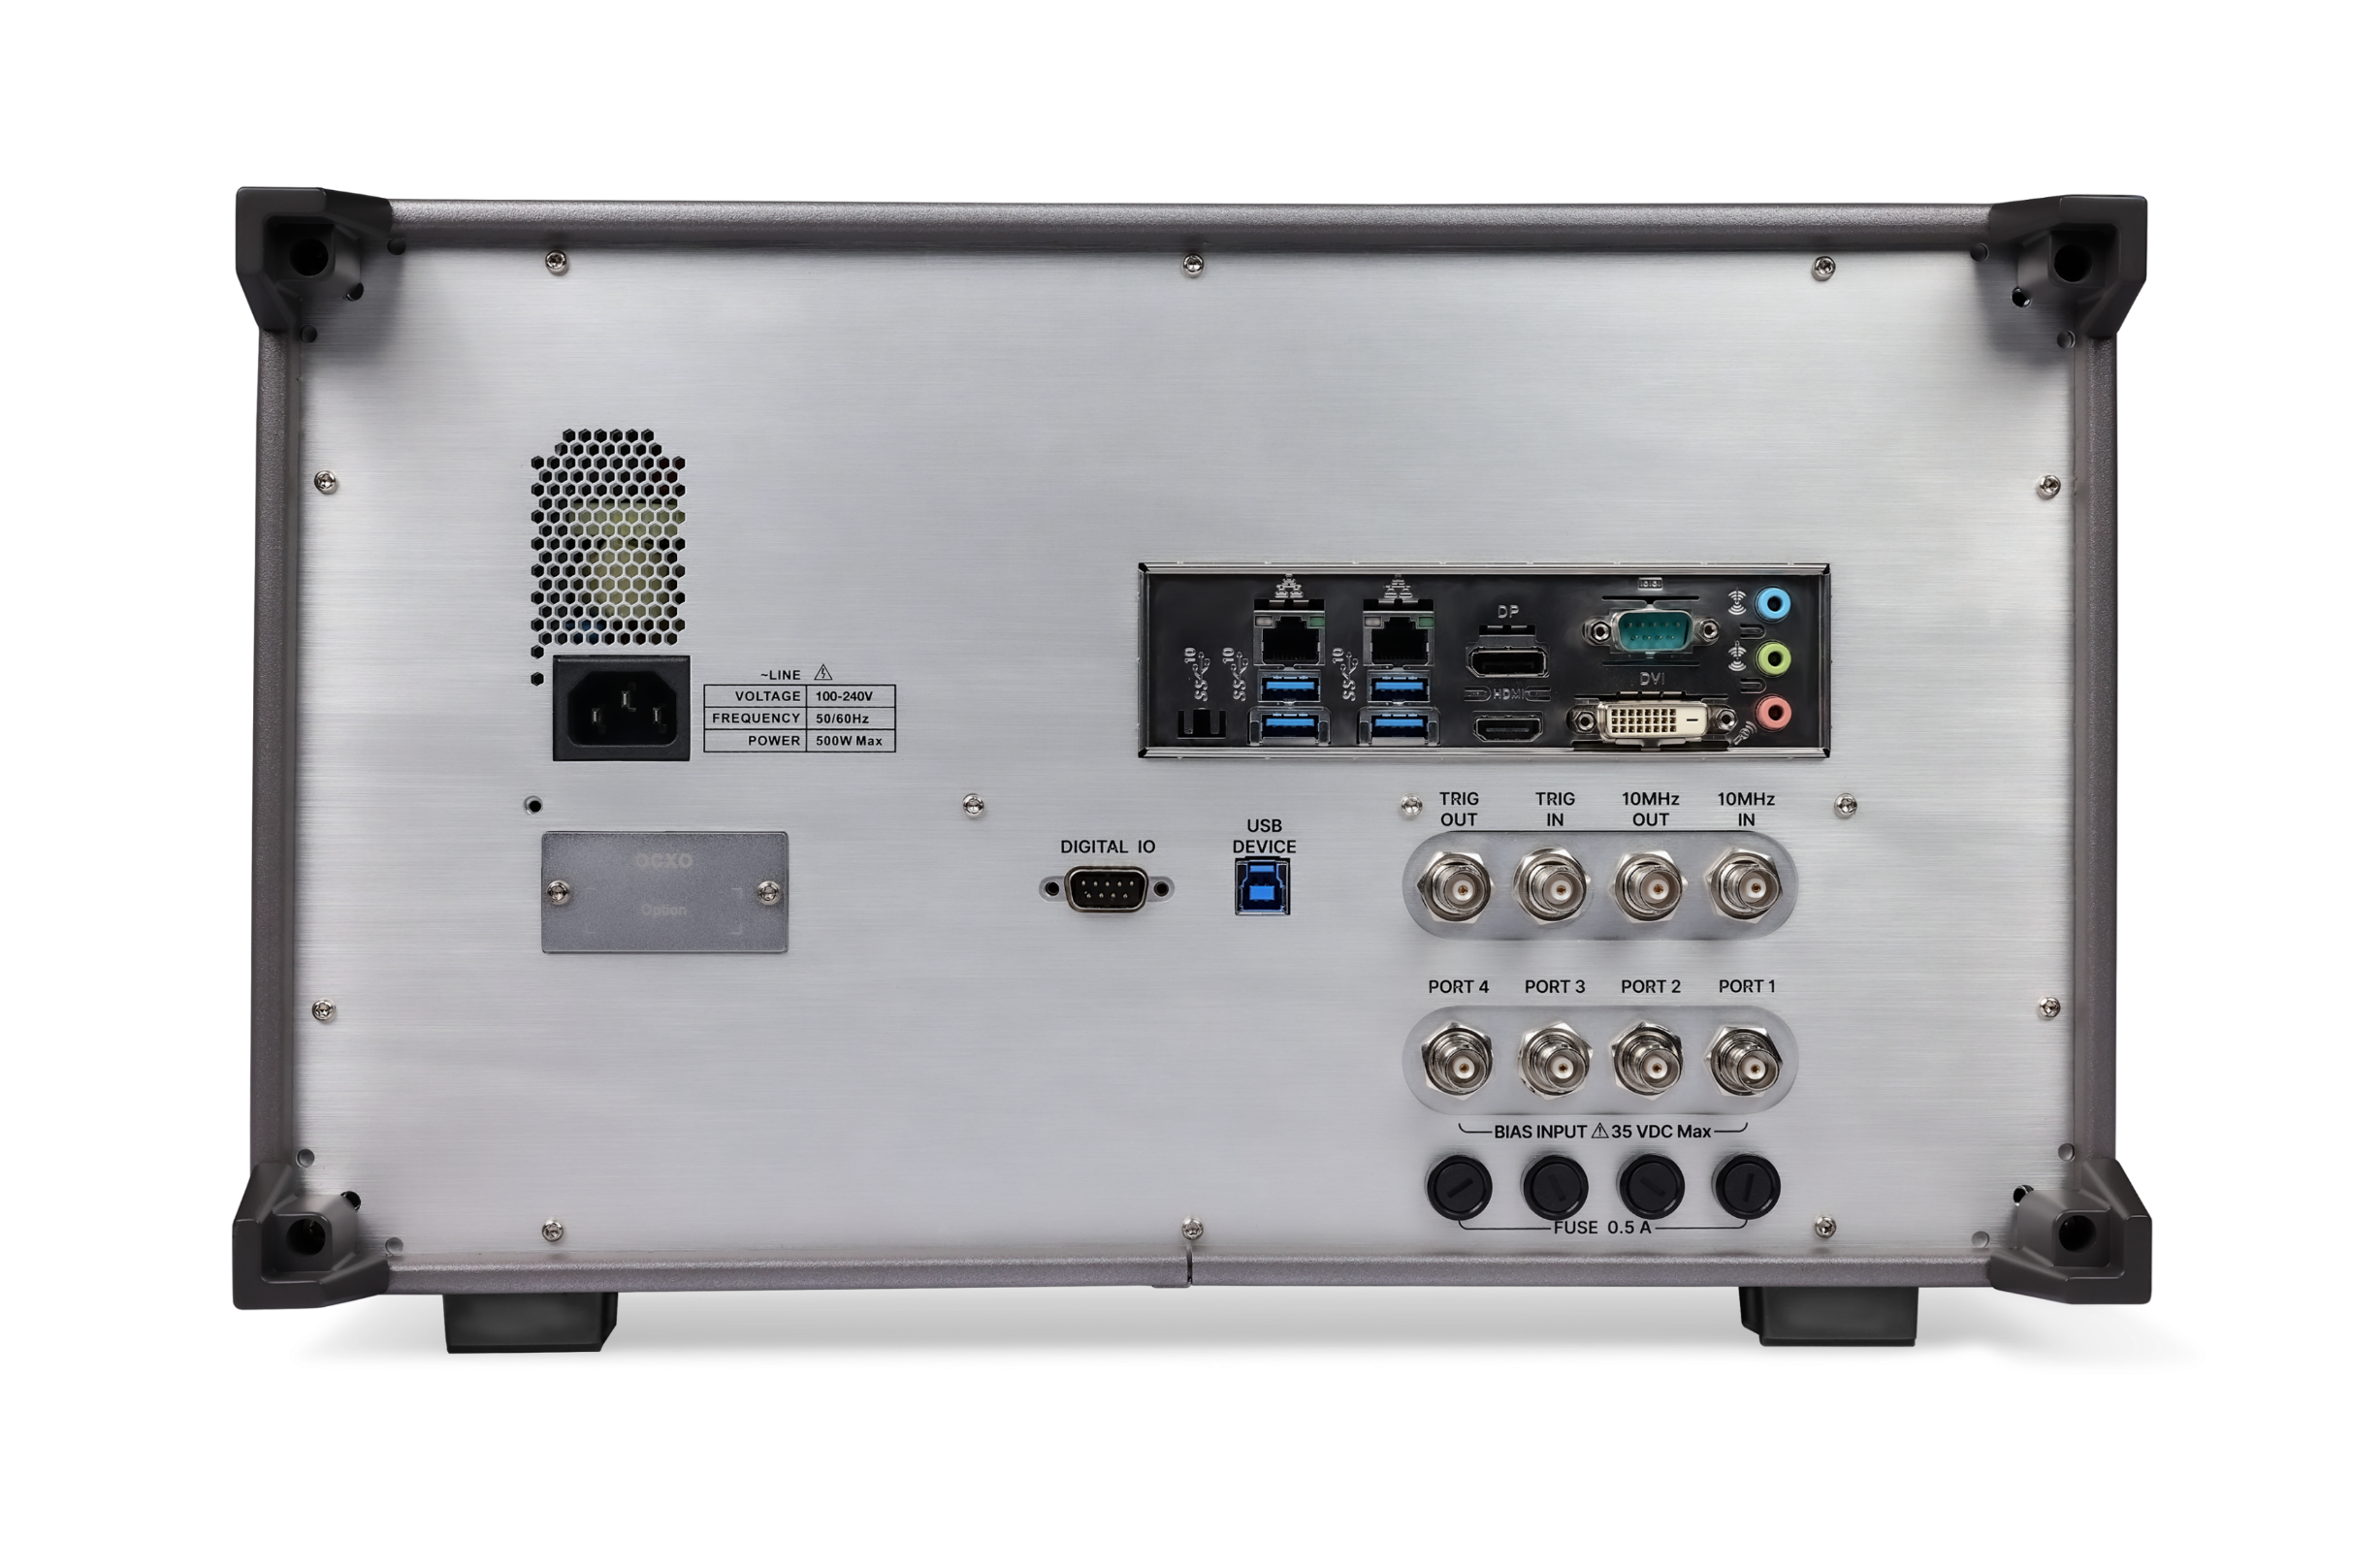 DP
HDMI
DVI
~LINE
VOLTAGE 100-240V
FREQUENCY 50/60Hz
POWER 500W Max
OCXO
Option
DIGITAL IO
USB
DEVICE
TRIG OUT
TRIG IN
10MHz OUT
10MHz IN
PORT 4 PORT 3 PORT 2 PORT 1
BIAS INPUT ⚠ 35 VDC Max
FUSE 0.5 A